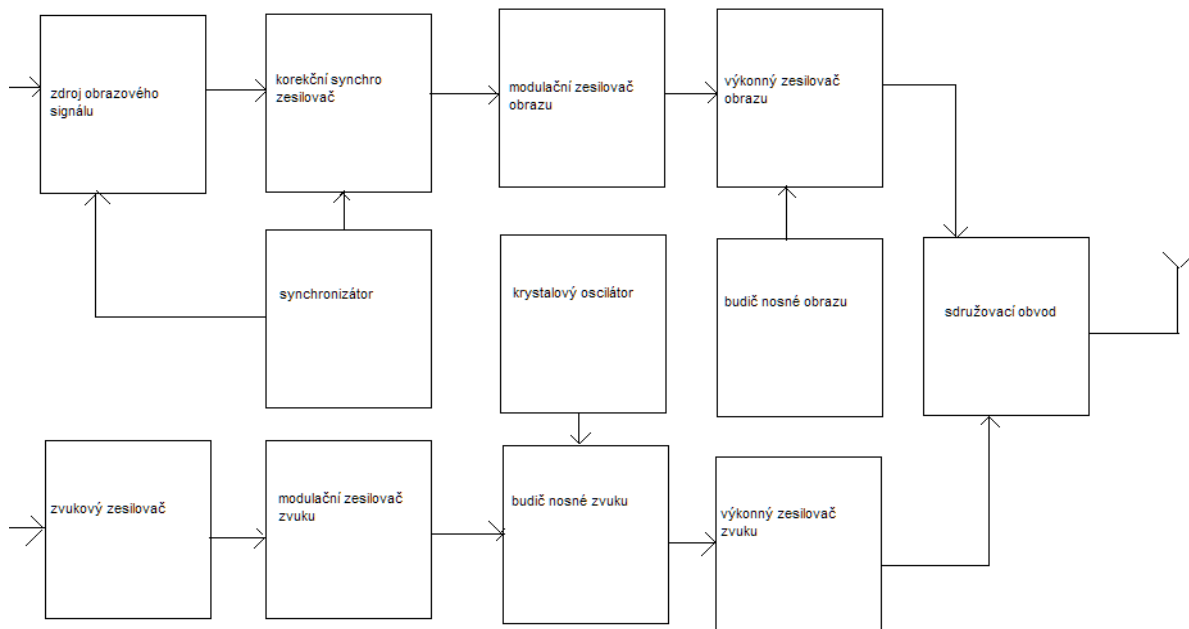 zdroj obrazového
signálu
korekční synchro
zesilovač
modulační zesilovač
obrazu
výkonný zesilovač
obrazu
synchronizátor
krystalový oscilátor
budič nosné obrazu
sdružovací obvod
zvukový zesilovač
modulační zesilovač
zvuku
budič nosné zvuku
výkonný zesilovač
zvuku